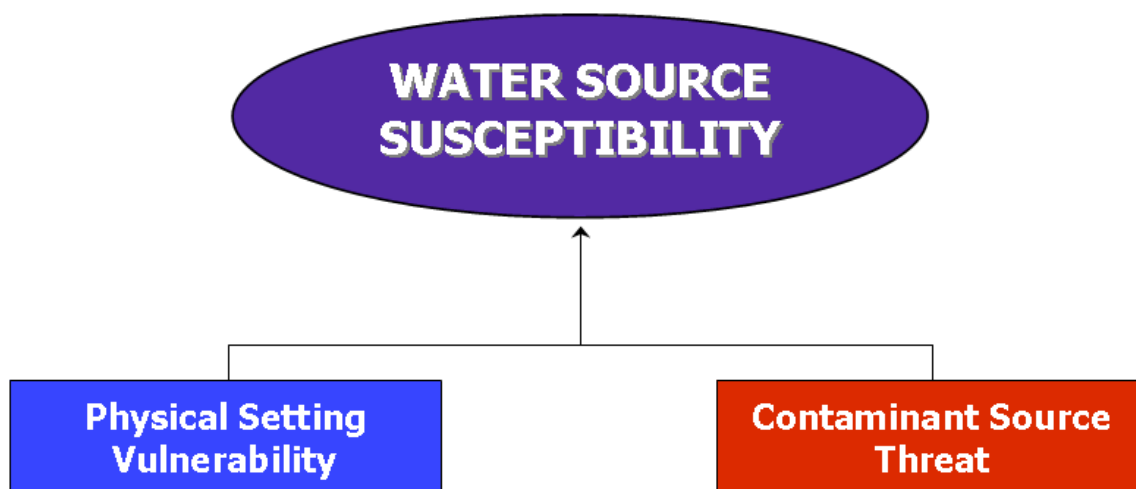 WATER SOURCE
SUSCEPTIBILITY
Physical Setting
Vulnerability
Contaminant Source
Threat